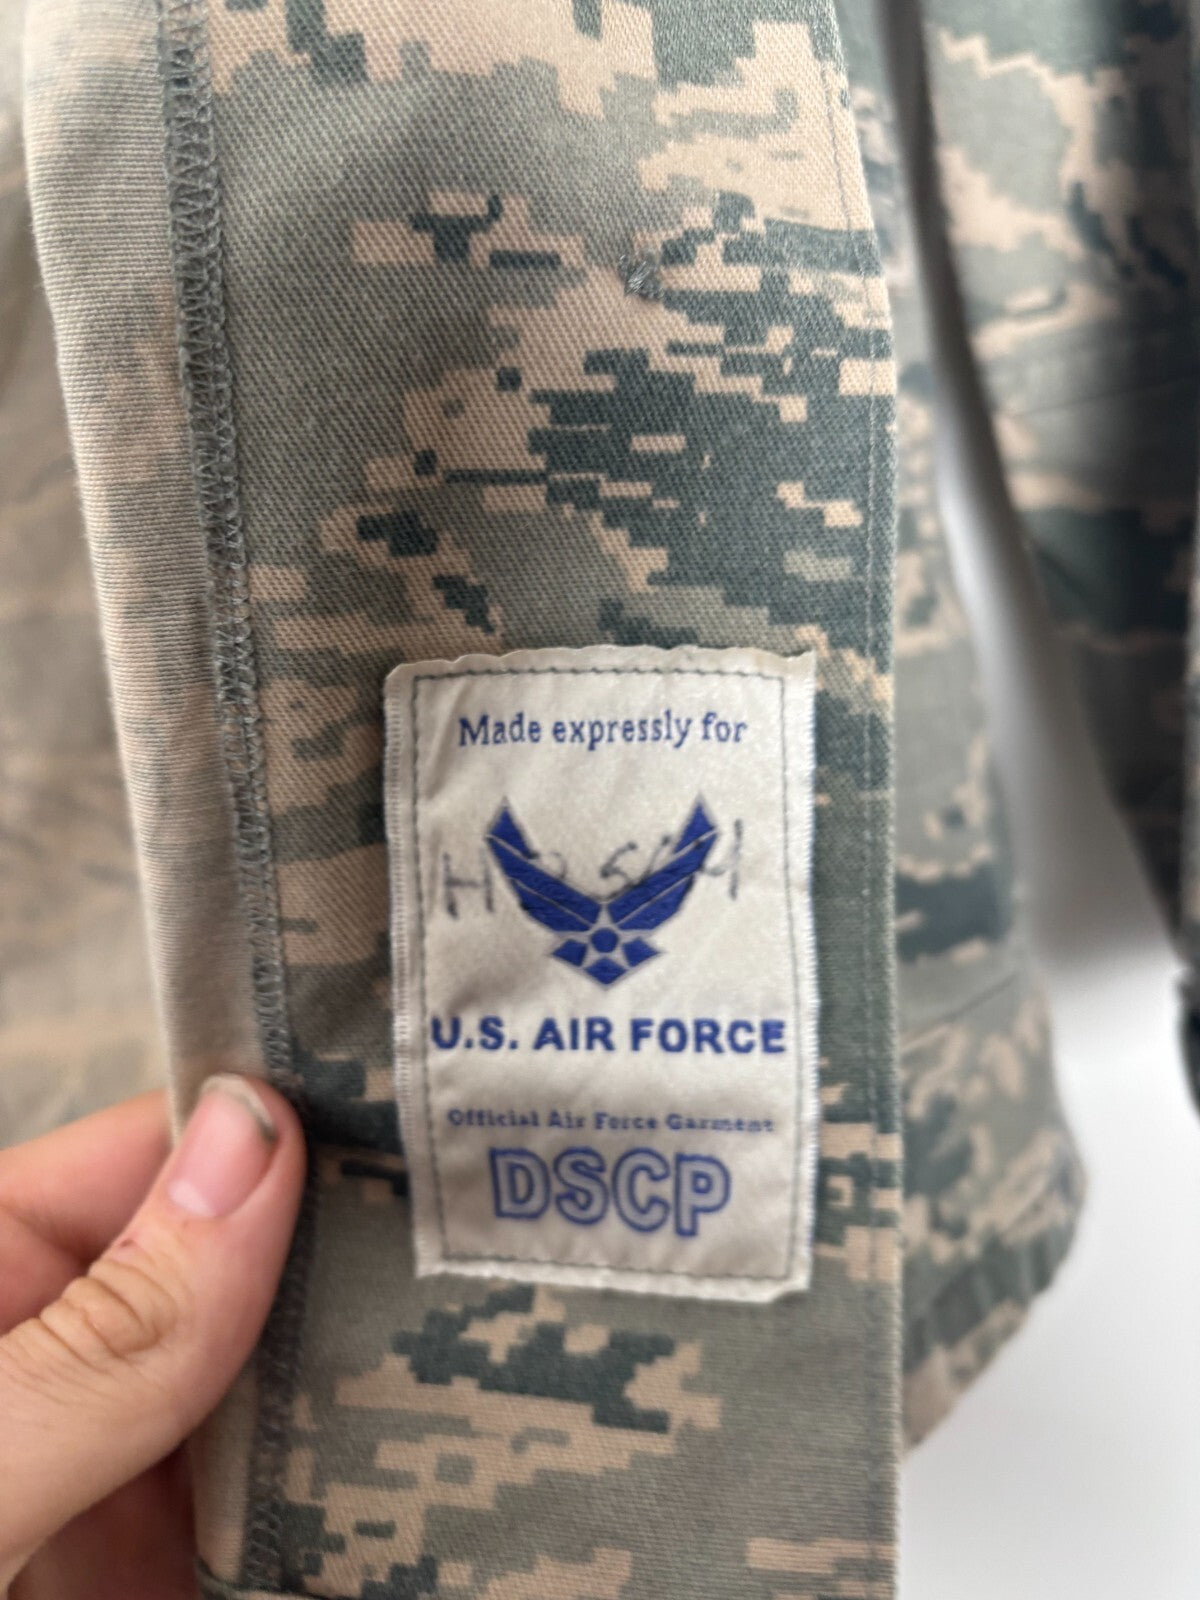 Made expressly for
U.S. AIR FORCE
Official Air Force Garment
DSCP